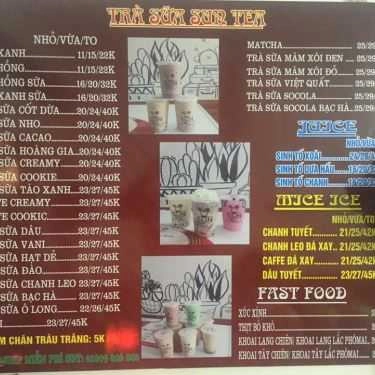 TRÀ SỮA SUN TEA
NHỎ/VỪA/TO
XANH 11/15/22K
HỒNG 11/15/22K
HỒNG SỮA 16/20/32K
XANH SỮA 16/20/32K
SỮA CỐT DỪA 20/24/40K
SỮA NHO 20/24/40K
SỮA CACAO 20/24/40K
SỮA HOÀNG GIA 20/24/40K
SỮA CREAMY 20/24/40K
SỮA COOKIE 20/24/40K
SỮA TÁO XANH 23/27/45K
E CREAMY 23/27/45K
E COOKIC 23/27/45K
SỮA DÂU 23/27/45K
SỮA VANI 23/27/45K
SỮA HẠT DẺ 23/27/45K
SỮA ĐÀO 23/27/45K
SỮA CHANH LEO 23/27/45K
SỮA BẠC HÀ 23/27/45K
SỮA Ô LONG 23/27/45K
I 23/27/45K
M CHÂN TRÂU TRẮNG: 5K
MIỄN PHÍ
MATCHA
TRÀ SỮA MÂM XÔI ĐEN
TRÀ SỮA MÂM XÔI ĐỎ
TRÀ SỮA VIỆT QUẤT
TRÀ SỮA SOCOLA
TRÀ SỮA SOCOLA BẠC HÀ
JUICE
SINH TỐ XOÀI
SINH TỐ DƯA HẤU
SINH TỐ CHANH
MICE ICE
NHỎ/VỪA/TO
CHANH TUYẾT 21/25/42K
CHANH LEO ĐÁ XAY 21/25/42K
CAFFE ĐÁ XAY 21/25/42K
DÂU TUYẾT 23/27/45K
FAST FOOD
XÚC XÍCH
THỊT BÒ KHÔ
KHOAI LANG CHIÊN: KHOAI LANG LẮC PHÔMAI
KHOAI TÂY CHIÊN: KHOAI TÂY LẮC PHÔMAI